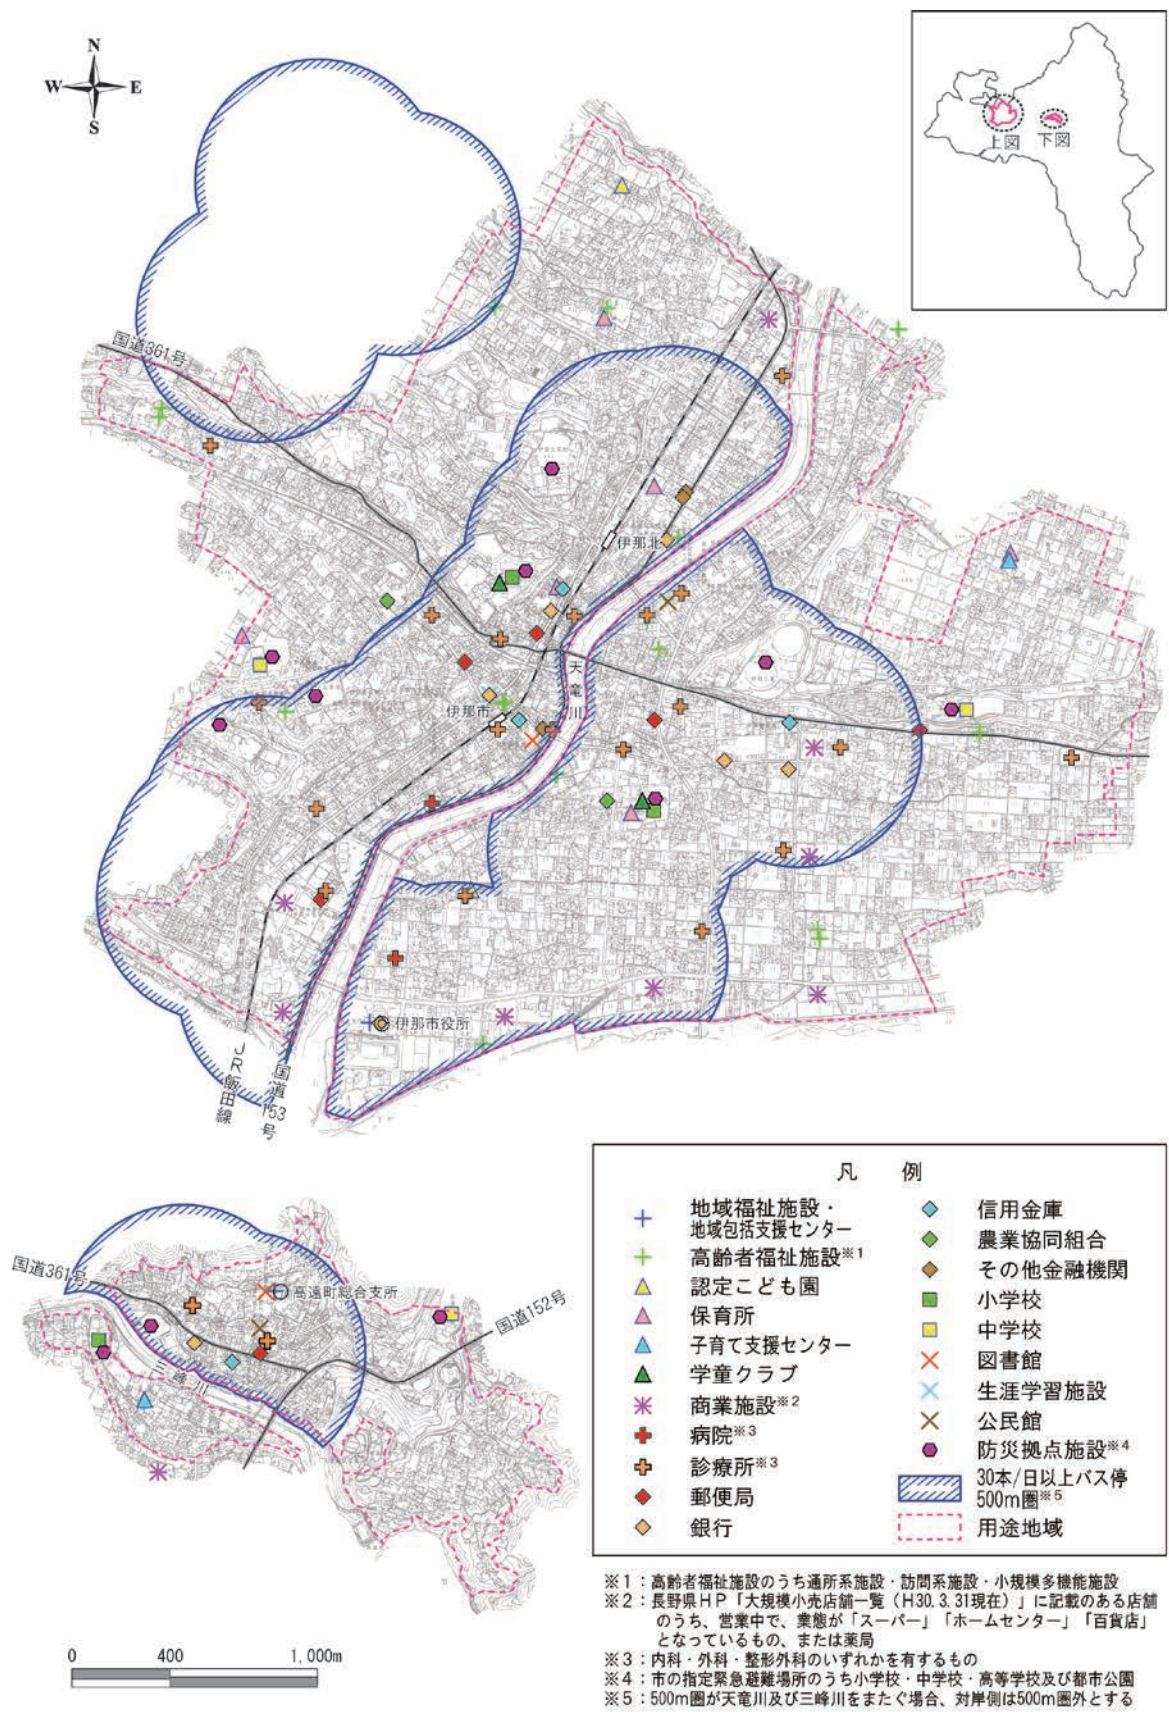 N
W
E
S
上図
下図
国道361号
伊那北
天竜川
伊那市
伊那市役所
JR飯田線
国道153号
国道361号
高遠町総合支所
国道152号
三峰川
凡 例
地域福祉施設・
地域包括支援センター
高齢者福祉施設※1
認定こども園
保育所
子育て支援センター
学童クラブ
商業施設※2
病院※3
診療所※3
郵便局
銀行
信用金庫
農業協同組合
その他金融機関
小学校
中学校
図書館
生涯学習施設
公民館
防災拠点施設※4
30本/日以上バス停
500m圏※5
用途地域
0 400 1,000m
※1：高齢者福祉施設のうち通所系施設・訪問系施設・小規模多機能施設
※2：長野県HP「大規模小売店舗一覧（H30.3.31現在）」に記載のある店舗
のうち、営業中で、業態が「スーパー」「ホームセンター」「百貨店」
となっているもの、または薬局
※3：内科・外科・整形外科のいずれかを有するもの
※4：市の指定緊急避難場所のうち小学校・中学校・高等学校及び都市公園
※5：500m圏が天竜川及び三峰川をまたぐ場合、対岸側は500m圏外とする